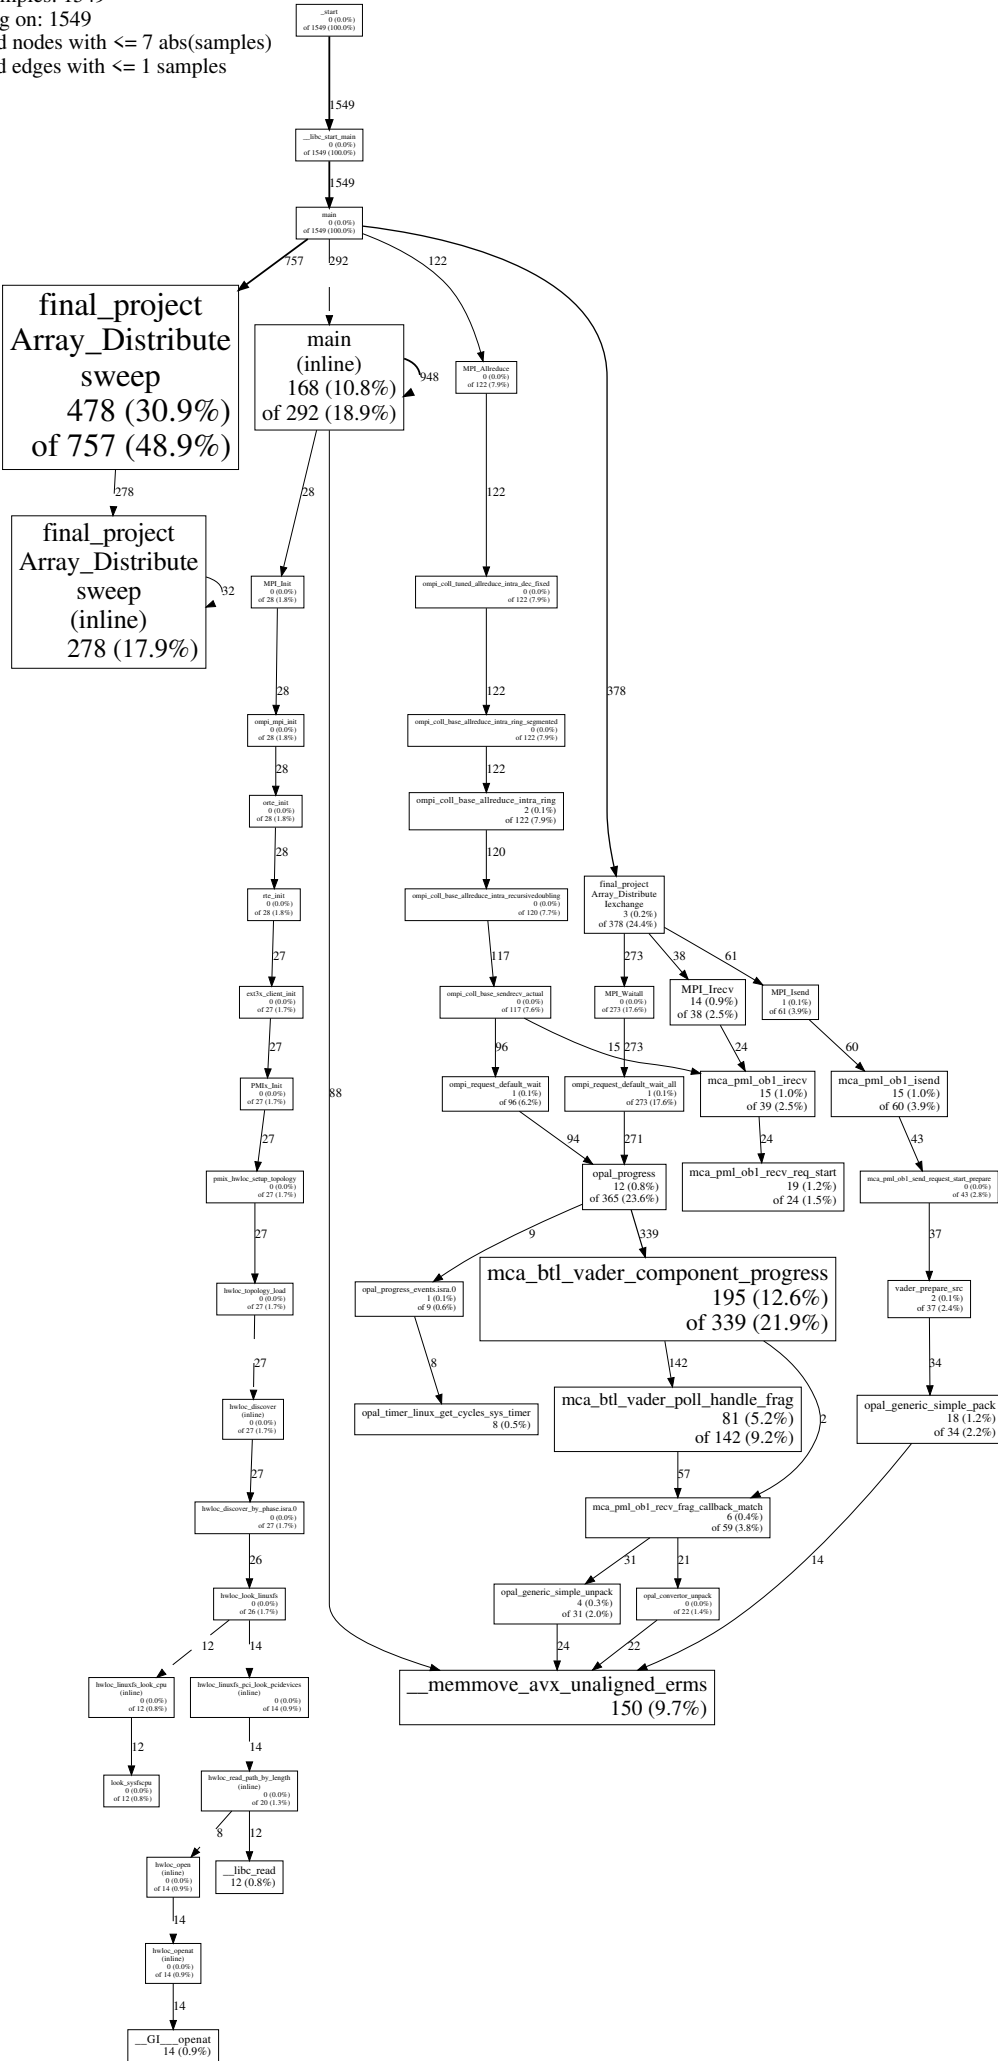 g on: 1549
d nodes with <= 7 abs(samples)
d edges with <= 1 samples
_start
0 (0.0%)
of 1549 (100.0%)
1549
__libc_start_main
0 (0.0%)
of 1549 (100.0%)
1549
main
0 (0.0%)
of 1549 (100.0%)
757
292
122
final_project
Array_Distribute
sweep
478 (30.9%)
of 757 (48.9%)
main
(inline)
168 (10.8%)
of 292 (18.9%)
948
MPI_Allreduce
0 (0.0%)
of 122 (7.9%)
278
28
122
final_project
Array_Distribute
sweep
(inline)
278 (17.9%)
32
MPI_Init
0 (0.0%)
of 28 (1.8%)
ompi_coll_tuned_allreduce_intra_dec_fixed
0 (0.0%)
of 122 (7.9%)
28
122
378
ompi_mpi_init
0 (0.0%)
of 28 (1.8%)
ompi_coll_base_allreduce_intra_ring_segmented
0 (0.0%)
of 122 (7.9%)
28
122
orte_init
0 (0.0%)
of 28 (1.8%)
ompi_coll_base_allreduce_intra_ring
2 (0.1%)
of 122 (7.9%)
28
120
rte_init
0 (0.0%)
of 28 (1.8%)
ompi_coll_base_allreduce_intra_recursivedoubling
0 (0.0%)
of 120 (7.7%)
final_project
Array_Distribute
Iexchange
3 (0.2%)
of 378 (24.4%)
27
117
273
38
61
ext3x_client_init
0 (0.0%)
of 27 (1.7%)
ompi_coll_base_sendrecv_actual
0 (0.0%)
of 117 (7.6%)
MPI_Waitall
0 (0.0%)
of 273 (17.6%)
MPI_Irecv
14 (0.9%)
of 38 (2.5%)
MPI_Isend
1 (0.1%)
of 61 (3.9%)
27
96
15
273
24
60
PMIx_Init
0 (0.0%)
of 27 (1.7%)
88
ompi_request_default_wait
1 (0.1%)
of 96 (6.2%)
ompi_request_default_wait_all
1 (0.1%)
of 273 (17.6%)
mca_pml_ob1_irecv
15 (1.0%)
of 39 (2.5%)
mca_pml_ob1_isend
15 (1.0%)
of 60 (3.9%)
27
94
271
24
43
pmix_hwloc_setup_topology
0 (0.0%)
of 27 (1.7%)
opal_progress
12 (0.8%)
of 365 (23.6%)
mca_pml_ob1_recv_req_start
19 (1.2%)
of 24 (1.5%)
mca_pml_ob1_send_request_start_prepare
0 (0.0%)
of 43 (2.8%)
27
9
339
37
hwloc_topology_load
0 (0.0%)
of 27 (1.7%)
opal_progress_events.isra.0
1 (0.1%)
of 9 (0.6%)
mca_btl_vader_component_progress
195 (12.6%)
of 339 (21.9%)
vader_prepare_src
2 (0.1%)
of 37 (2.4%)
27
8
142
2
34
hwloc_discover
(inline)
0 (0.0%)
of 27 (1.7%)
opal_timer_linux_get_cycles_sys_timer
8 (0.5%)
mca_btl_vader_poll_handle_frag
81 (5.2%)
of 142 (9.2%)
opal_generic_simple_pack
18 (1.2%)
of 34 (2.2%)
27
57
hwloc_discover_by_phase.isra.0
0 (0.0%)
of 27 (1.7%)
mca_pml_ob1_recv_frag_callback_match
6 (0.4%)
of 59 (3.8%)
26
31
21
14
hwloc_look_linuxfs
0 (0.0%)
of 26 (1.7%)
opal_generic_simple_unpack
4 (0.3%)
of 31 (2.0%)
opal_convertor_unpack
0 (0.0%)
of 22 (1.4%)
12
14
24
22
hwloc_linuxfs_look_cpu
(inline)
0 (0.0%)
of 12 (0.8%)
hwloc_linuxfs_pci_look_pcidevices
(inline)
0 (0.0%)
of 14 (0.9%)
__memmove_avx_unaligned_erms
150 (9.7%)
12
14
look_sysfscpu
0 (0.0%)
of 12 (0.8%)
hwloc_read_path_by_length
(inline)
0 (0.0%)
of 20 (1.3%)
8
12
hwloc_open
(inline)
0 (0.0%)
of 14 (0.9%)
__libc_read
12 (0.8%)
14
hwloc_openat
(inline)
0 (0.0%)
of 14 (0.9%)
14
__GI___openat
14 (0.9%)